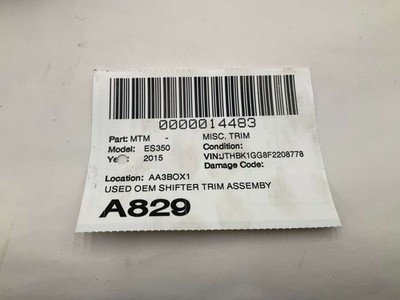 0000014483
Part: MTM - MISC. TRIM
Model: ES350 Condition:
Year: 2015 VIN:JTHBK1GG8F2208778
Damage Code:
Location: AA3BOX1
USED OEM SHIFTER TRIM ASSEMBY
A829